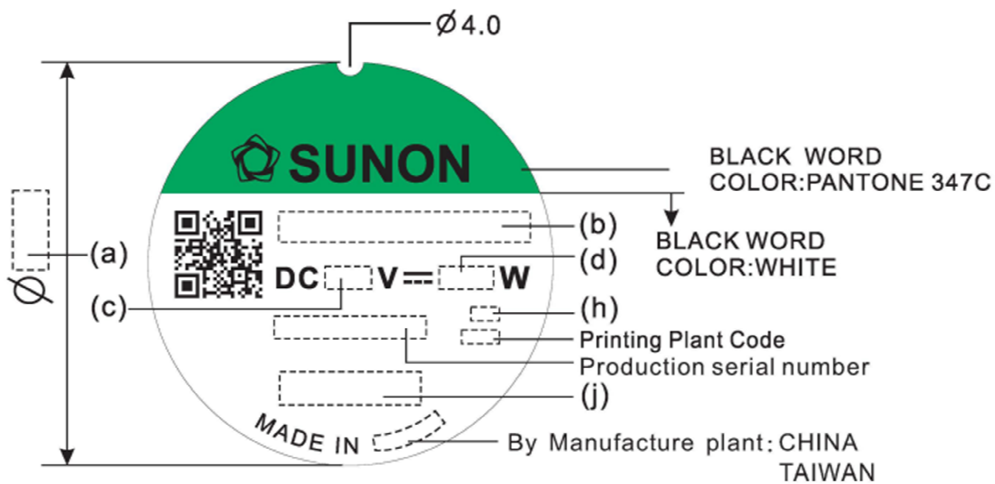 Ø4.0
SUNON
BLACK WORD
COLOR:PANTONE 347C
BLACK WORD
COLOR:WHITE
(a)
Ø
(b)
(d)
DC V W
(c)
(h)
Printing Plant Code
Production serial number
(j)
MADE IN
By Manufacture plant: CHINA
TAIWAN